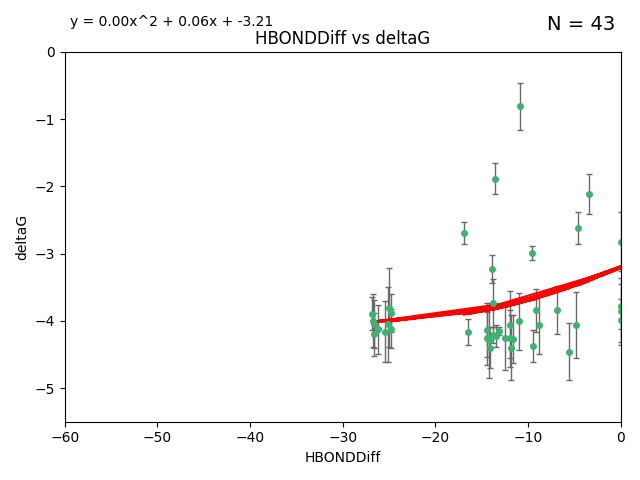 y = 0.00x^2 + 0.06x + -3.21
N = 43
HBONDDiff vs deltaG
0
−1
−2
−3
−4
−5
deltaG
−60 −50 −40 −30 −20 −10 0
HBONDDiff